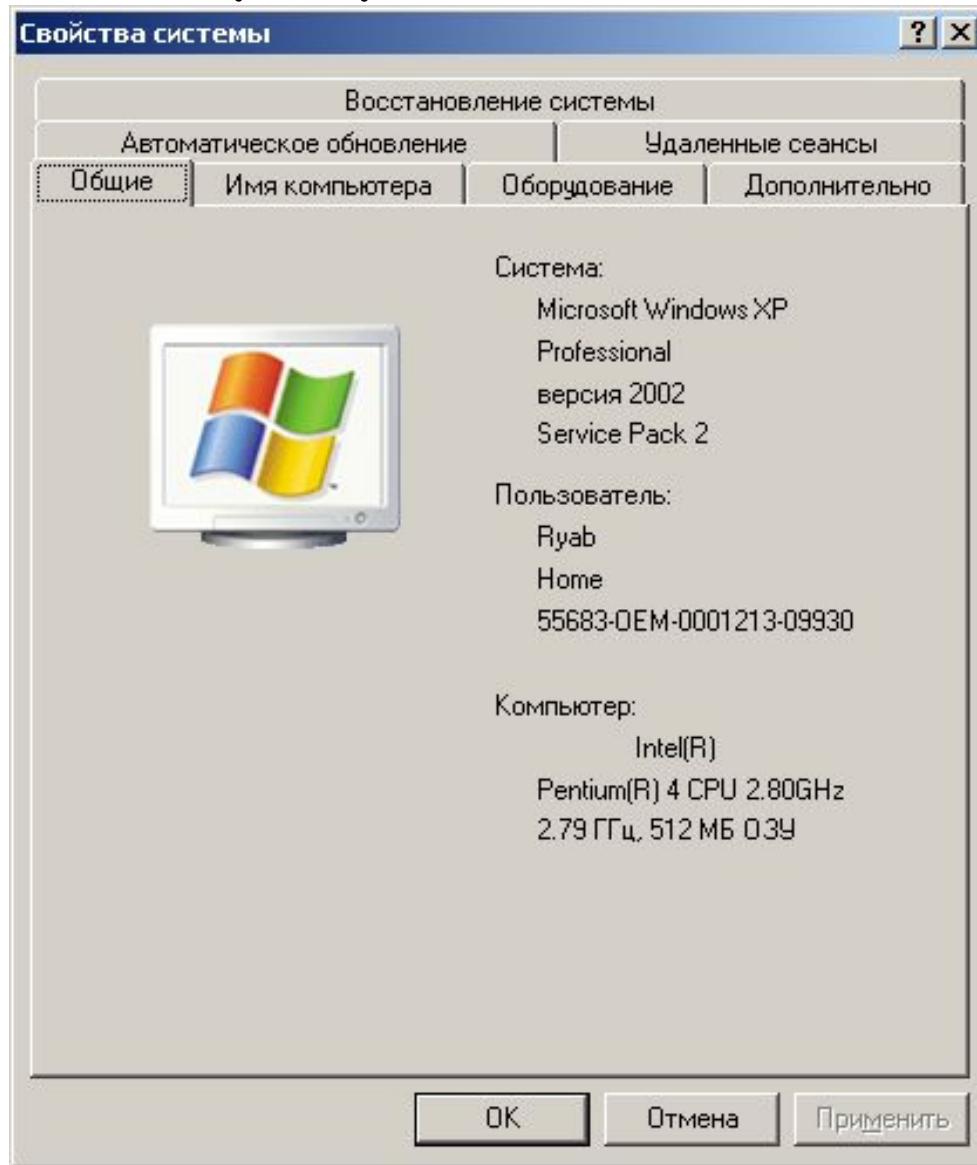 Свойства системы
Восстановление системы
Автоматическое обновление
Удаленные сеансы
Общие
Имя компьютера
Оборудование
Дополнительно
Система:
Microsoft Windows XP
Professional
версия 2002
Service Pack 2
Пользователь:
Ryab
Home
55683-OEM-0001213-09930
Компьютер:
Intel(R)
Pentium(R) 4 CPU 2.80GHz
2.79 ГГц, 512 МБ ОЗУ
OK
Отмена
Применить